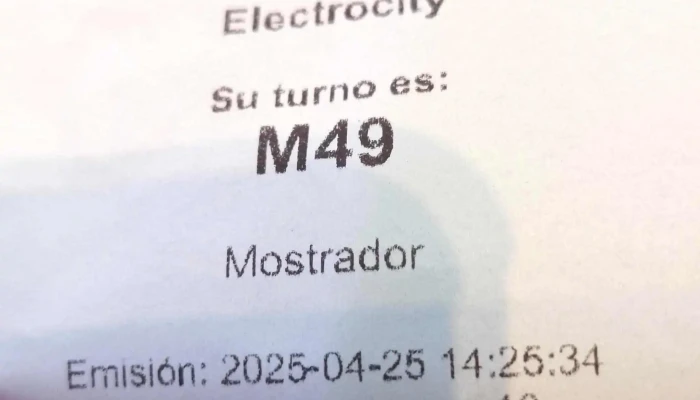 Electrocity
Su turno es:
M49
Mostrador
Emisión: 2025-04-25 14:25:34